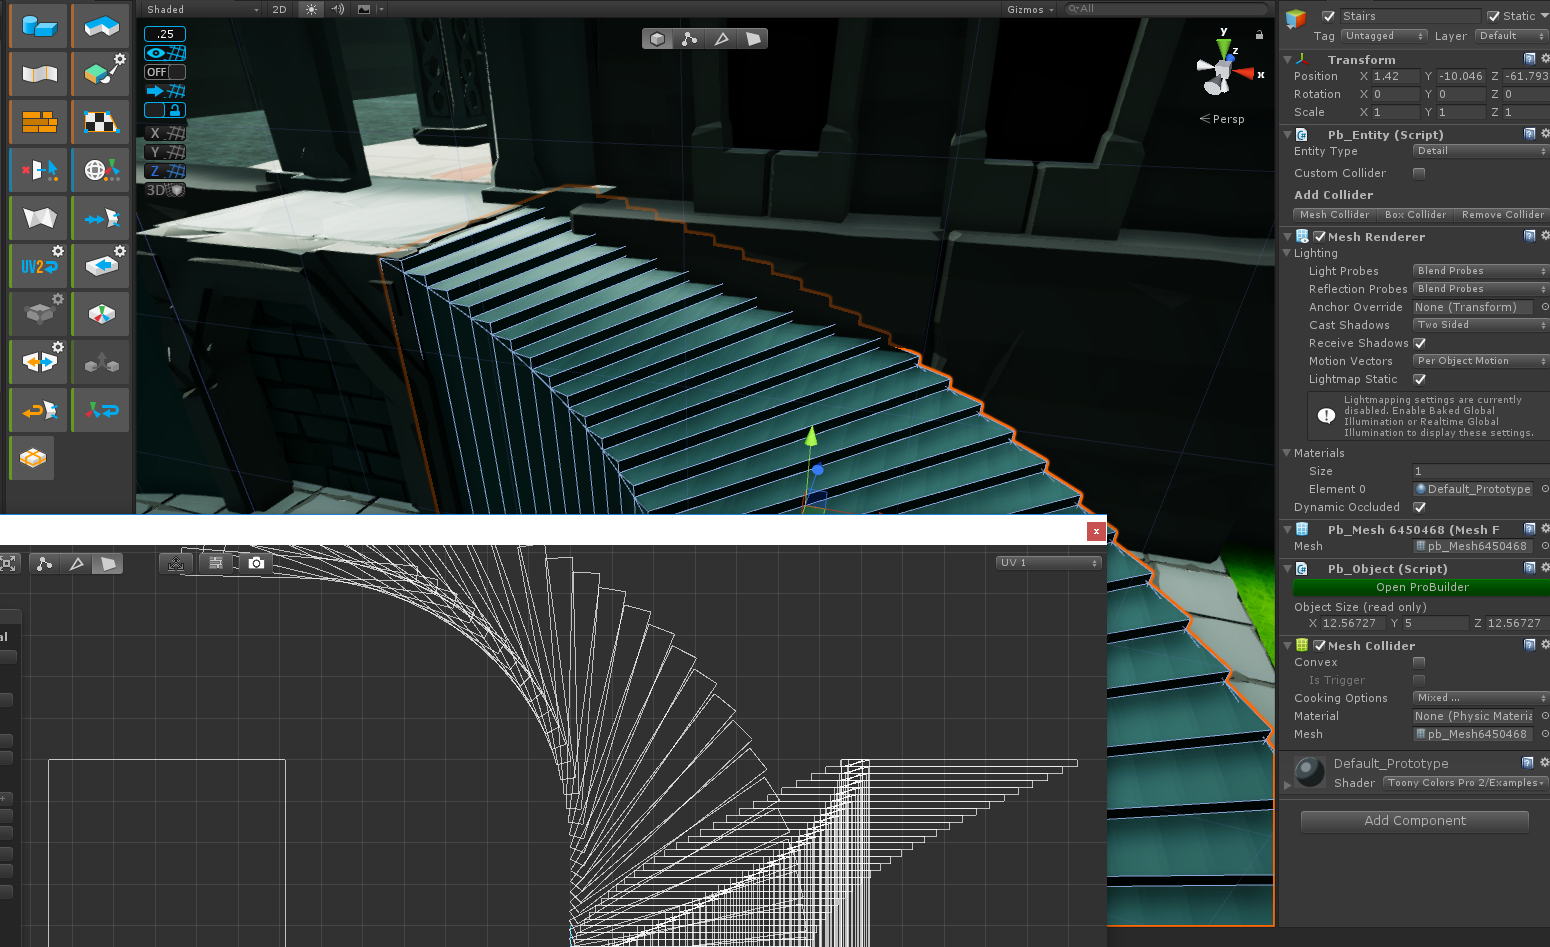 Shaded
2D
Gizmos
All
.25
OFF
X
Y
Z
3D
UV2
y
z
x
Persp
Stairs
Static
Tag Untagged Layer Default
Transform
Position X 1.42 Y -10.046 Z -61.793
Rotation X 0 Y 0 Z 0
Scale X 1 Y 1 Z 1
Pb_Entity (Script)
Entity Type Detail
Custom Collider
Add Collider
Mesh Collider Box Collider Remove Collider
Mesh Renderer
Lighting
Light Probes Blend Probes
Reflection Probes Blend Probes
Anchor Override None (Transform)
Cast Shadows Two Sided
Receive Shadows
Motion Vectors Per Object Motion
Lightmap Static
Lightmapping settings are currently
disabled. Enable Baked Global
Illumination or Realtime Global
Illumination to display these settings.
Materials
Size 1
Element 0 Default_Prototype
Dynamic Occluded
Pb_Mesh 6450468 (Mesh F
Mesh pb_Mesh6450468
Pb_Object (Script)
Open ProBuilder
Object Size (read only)
X 12.56727 Y 5 Z 12.56727
Mesh Collider
Convex
Is Trigger
Cooking Options Mixed ...
Material None (Physic Materia
Mesh pb_Mesh6450468
Default_Prototype
Shader Toony Colors Pro 2/Examples
Add Component
x
UV 1
al